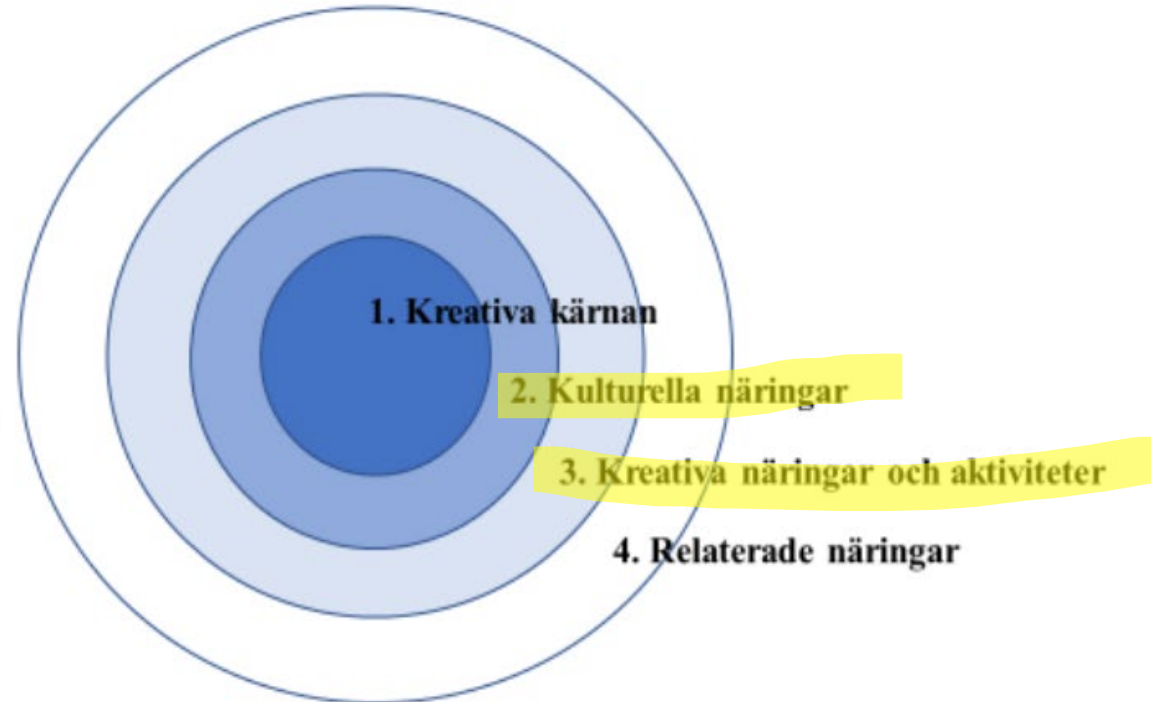 1. Kreativa kärnan
2. Kulturella näringar
3. Kreativa näringar och aktiviteter
4. Relaterade näringar